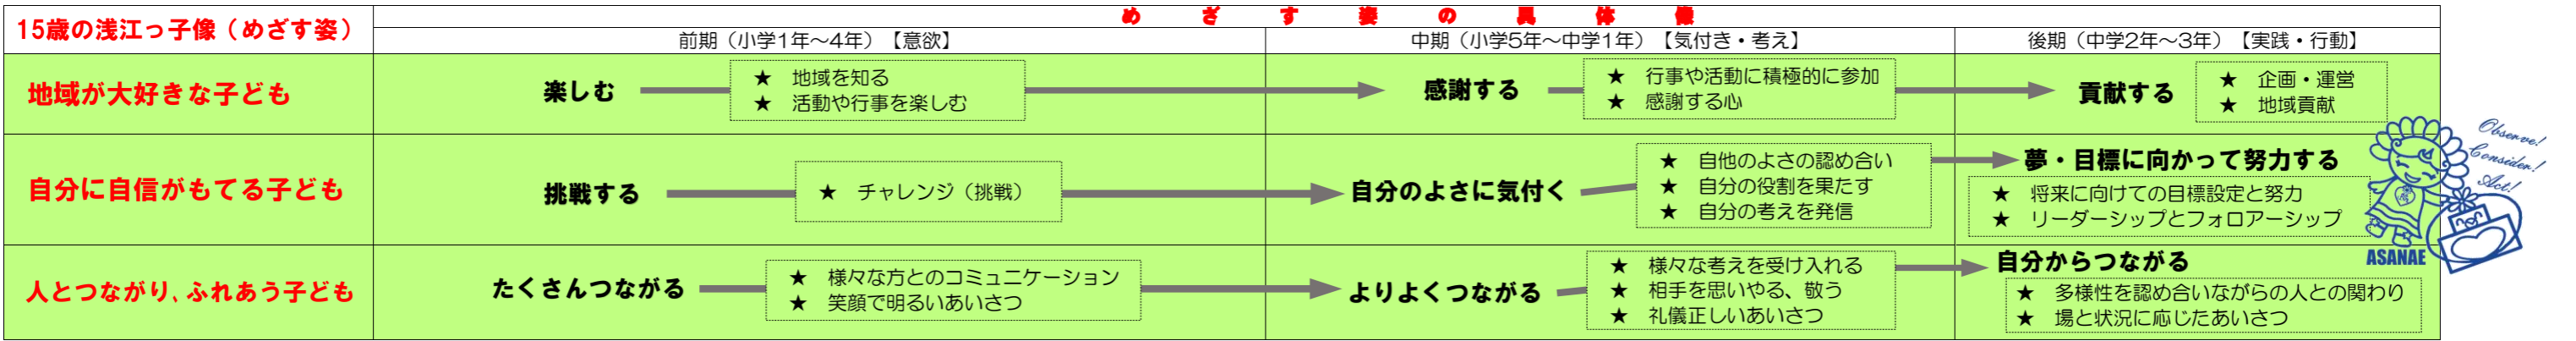 15歳の浅江っ子像（めざす姿）
めざす姿の具体像
前期（小学1年～4年）【意欲】
中期（小学5年～中学1年）【気付き・考え】
後期（中学2年～3年）【実践・行動】
地域が大好きな子ども
楽しむ
★ 地域を知る
★ 活動や行事を楽しむ
感謝する
★ 行事や活動に積極的に参加
★ 感謝する心
貢献する
★ 企画・運営
★ 地域貢献
自分に自信がもてる子ども
挑戦する
★ チャレンジ（挑戦）
自分のよさに気付く
★ 自他のよさの認め合い
★ 自分の役割を果たす
★ 自分の考えを発信
夢・目標に向かって努力する
★ 将来に向けての目標設定と努力
★ リーダーシップとフォロアーシップ
人とつながり、ふれあう子ども
たくさんつながる
★ 様々な方とのコミュニケーション
★ 笑顔で明るいあいさつ
よりよくつながる
★ 様々な考えを受け入れる
★ 相手を思いやる、敬う
★ 礼儀正しいあいさつ
自分からつながる
★ 多様性を認め合いながらの人との関わり
★ 場と状況に応じたあいさつ
Observe!
Consider!
Act!
ASANAE